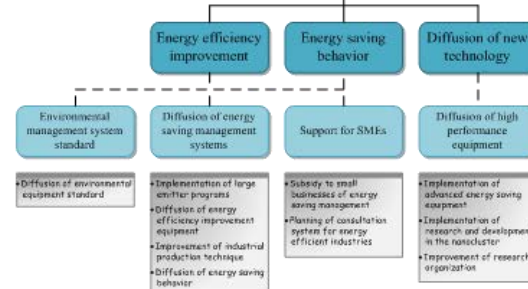 Energy efficiency
improvement
Energy saving
behavior
Diffusion of new
technology
Environmental
management system
standard
Diffusion of energy
saving management
systems
Support for SMEs
Diffusion of high
performance
equipment
•Diffusion of environmental
equipment standard
•Implementation of large
emitter programs
•Diffusion of energy
efficiency improvement
equipment
•Improvement of industrial
production technique
•Diffusion of energy saving
behavior
•Subsidy to small
businesses of energy
saving management
•Planning of consultation
system for energy
efficient industries
•Implementation of
advanced energy saving
equipment
•Implementation of
research and development
in the nanocluster
•Improvement of research
organization